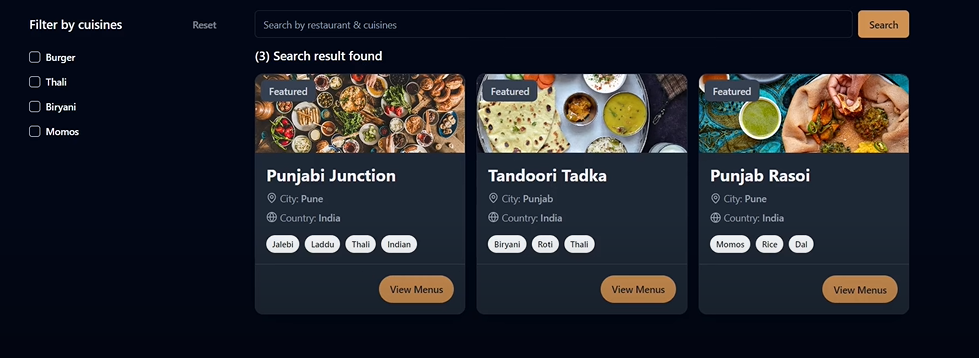 Filter by cuisines
Reset
Burger
Thali
Biryani
Momos
Search by restaurant & cuisines
Search
(3) Search result found
Featured
Punjabi Junction
City: Pune
Country: India
Jalebi Laddu Thali Indian
View Menus
Featured
Tandoori Tadka
City: Punjab
Country: India
Biryani Roti Thali
View Menus
Featured
Punjab Rasoi
City: Pune
Country: India
Momos Rice Dal
View Menus